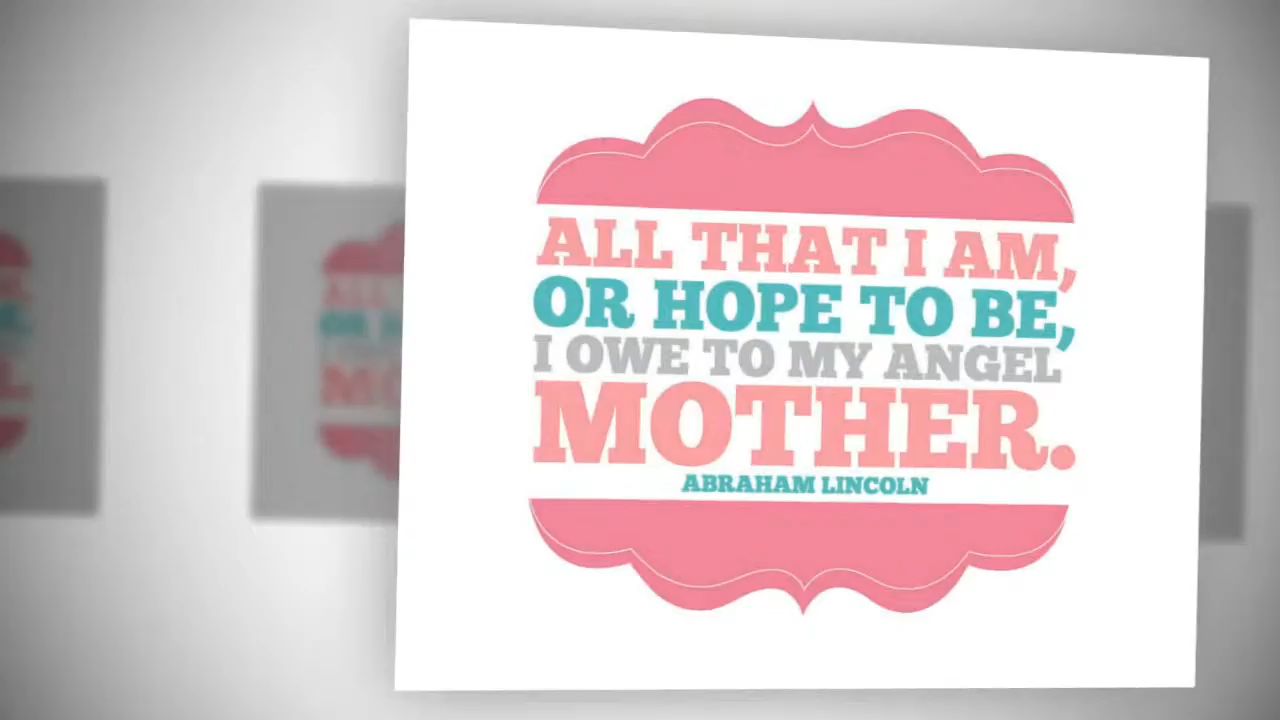 ALL THAT I AM,
OR HOPE TO BE,
I OWE TO MY ANGEL
MOTHER.
ABRAHAM LINCOLN